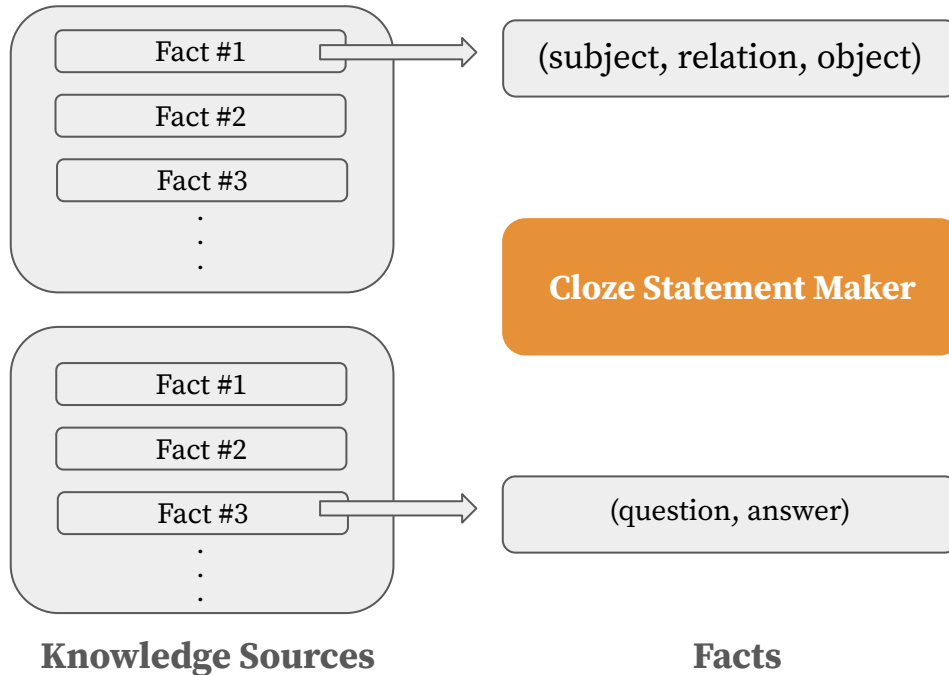 Fact #1
Fact #2
Fact #3
.
.
.
(subject, relation, object)
Cloze Statement Maker
Fact #1
Fact #2
Fact #3
.
.
.
(question, answer)
Knowledge Sources
Facts